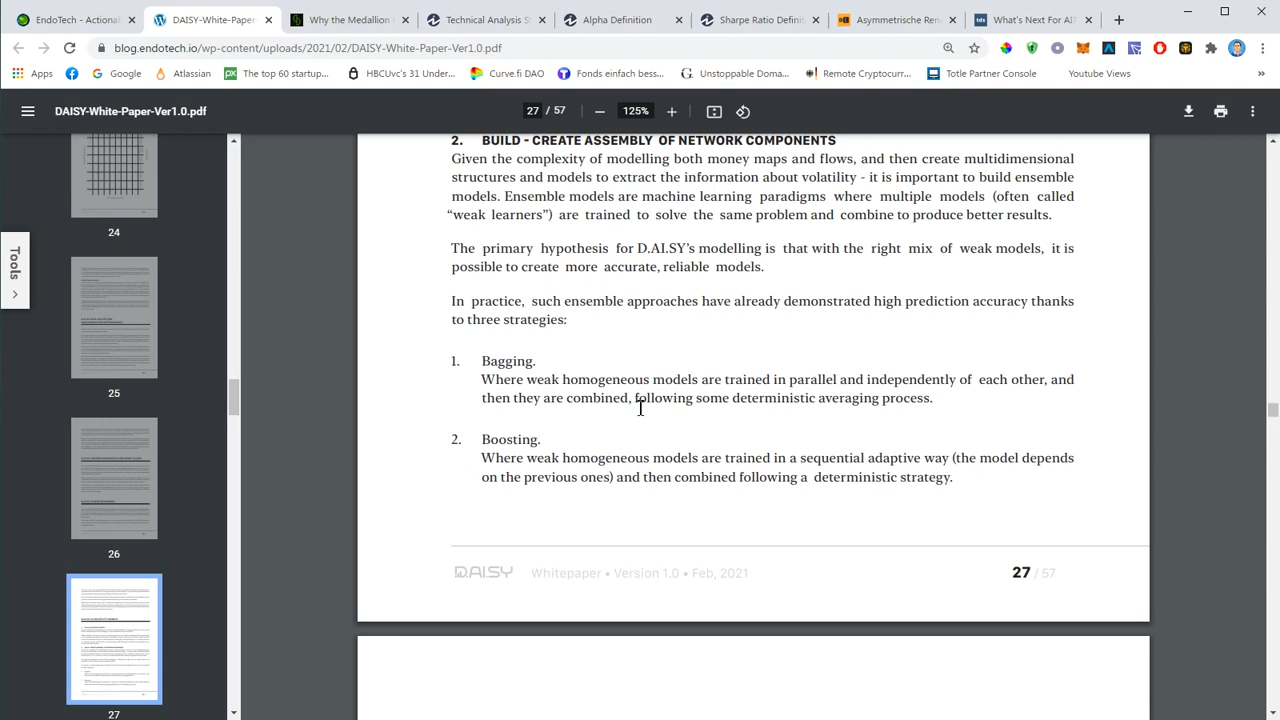 EndoTech - Actional
DAISY-White-Paper-
Why the Medallion F
Technical Analysis St
Alpha Definition
Sharpe Ratio Definit
Asymmetrische Ren
What's Next For AI?
blog.endotech.io/wp-content/uploads/2021/02/DAISY-White-Paper-Ver1.0.pdf
Apps
Google
Atlassian
The top 60 startup...
HBCUvc's 31 Under...
Curve.fi DAO
Fonds einfach bess...
Unstoppable Doma...
Remote Cryptocurr...
Totle Partner Console
Youtube Views
»
DAISY-White-Paper-Ver1.0.pdf
27 / 57
125%
Tools
24
25
26
27
2. BUILD - CREATE ASSEMBLY OF NETWORK COMPONENTS
Given the complexity of modelling both money maps and flows, and then create multidimensional
structures and models to extract the information about volatility - it is important to build ensemble
models. Ensemble models are machine learning paradigms where multiple models (often called
“weak learners”) are trained to solve the same problem and combine to produce better results.
The primary hypothesis for D.AI.SY’s modelling is that with the right mix of weak models, it is
possible to create more accurate, reliable models.
In practice, such ensemble approaches have already demonstrated high prediction accuracy thanks
to three strategies:
1. Bagging.
Where weak homogeneous models are trained in parallel and independently of each other, and
then they are combined, following some deterministic averaging process.
2. Boosting.
Where weak homogeneous models are trained in a sequential adaptive way (the model depends
on the previous ones) and then combined following a deterministic strategy.
D.AI.SY Whitepaper • Version 1.0 • Feb, 2021
27 / 57